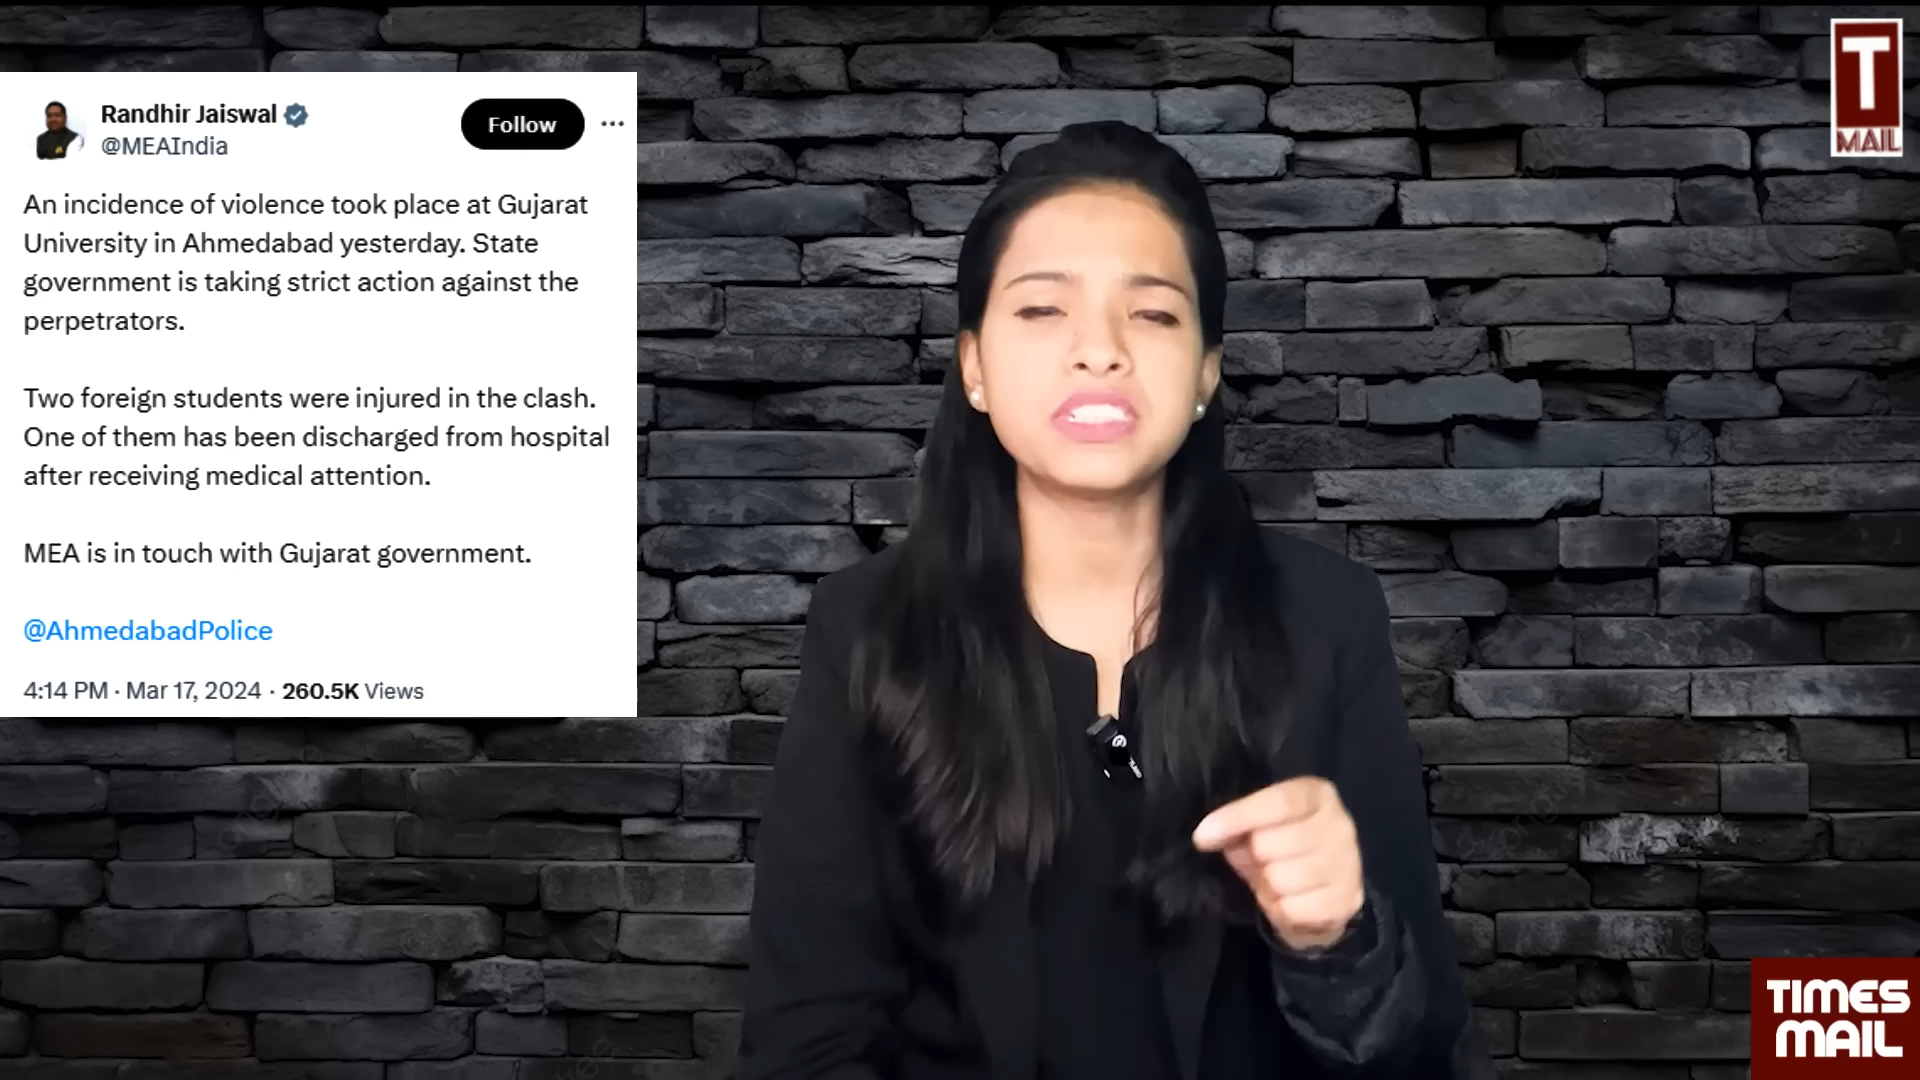 Randhir Jaiswal
@MEAIndia
Follow
An incidence of violence took place at Gujarat
University in Ahmedabad yesterday. State
government is taking strict action against the
perpetrators.
Two foreign students were injured in the clash.
One of them has been discharged from hospital
after receiving medical attention.
MEA is in touch with Gujarat government.
@AhmedabadPolice
4:14 PM · Mar 17, 2024 · 260.5K Views
T
MAIL
TIMES
MAIL